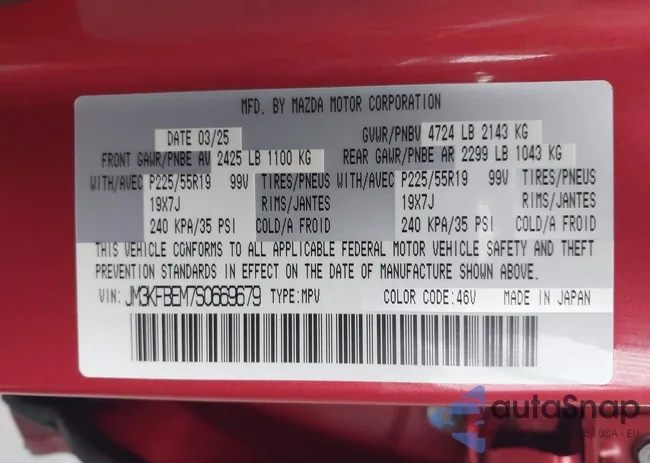 MFD. BY MAZDA MOTOR CORPORATION
DATE 03/25 GVWR/PNBV 4724 LB 2143 KG
FRONT GAWR/PNBE AV 2425 LB 1100 KG REAR GAWR/PNBE AR 2299 LB 1043 KG
WITH/AVEC P225/55R19 99V TIRES/PNEUS WITH/AVEC P225/55R19 99V TIRES/PNEUS
19X7J RIMS/JANTES 19X7J RIMS/JANTES
240 KPA/35 PSI COLD/A FROID 240 KPA/35 PSI COLD/A FROID
THIS VEHICLE CONFORMS TO ALL APPLICABLE FEDERAL MOTOR VEHICLE SAFETY AND THEFT
PREVENTION STANDARDS IN EFFECT ON THE DATE OF MANUFACTURE SHOWN ABOVE.
VIN: JM3KFBEM7S0669679 TYPE:MPV COLOR CODE:46V MADE IN JAPAN
autoSnap
USA - EU